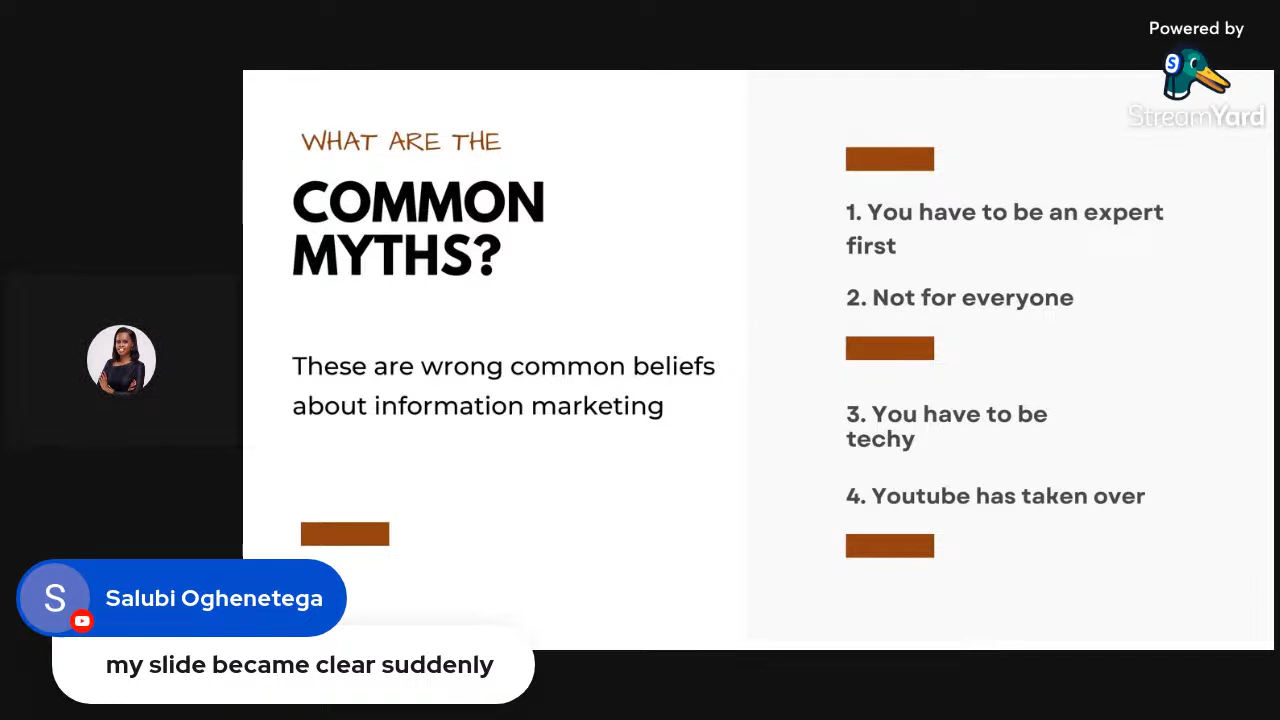 Powered by
StreamYard
WHAT ARE THE
COMMON
MYTHS?
These are wrong common beliefs
about information marketing
1. You have to be an expert
first
2. Not for everyone
3. You have to be
techy
4. Youtube has taken over
S
Salubi Oghenetega
my slide became clear suddenly